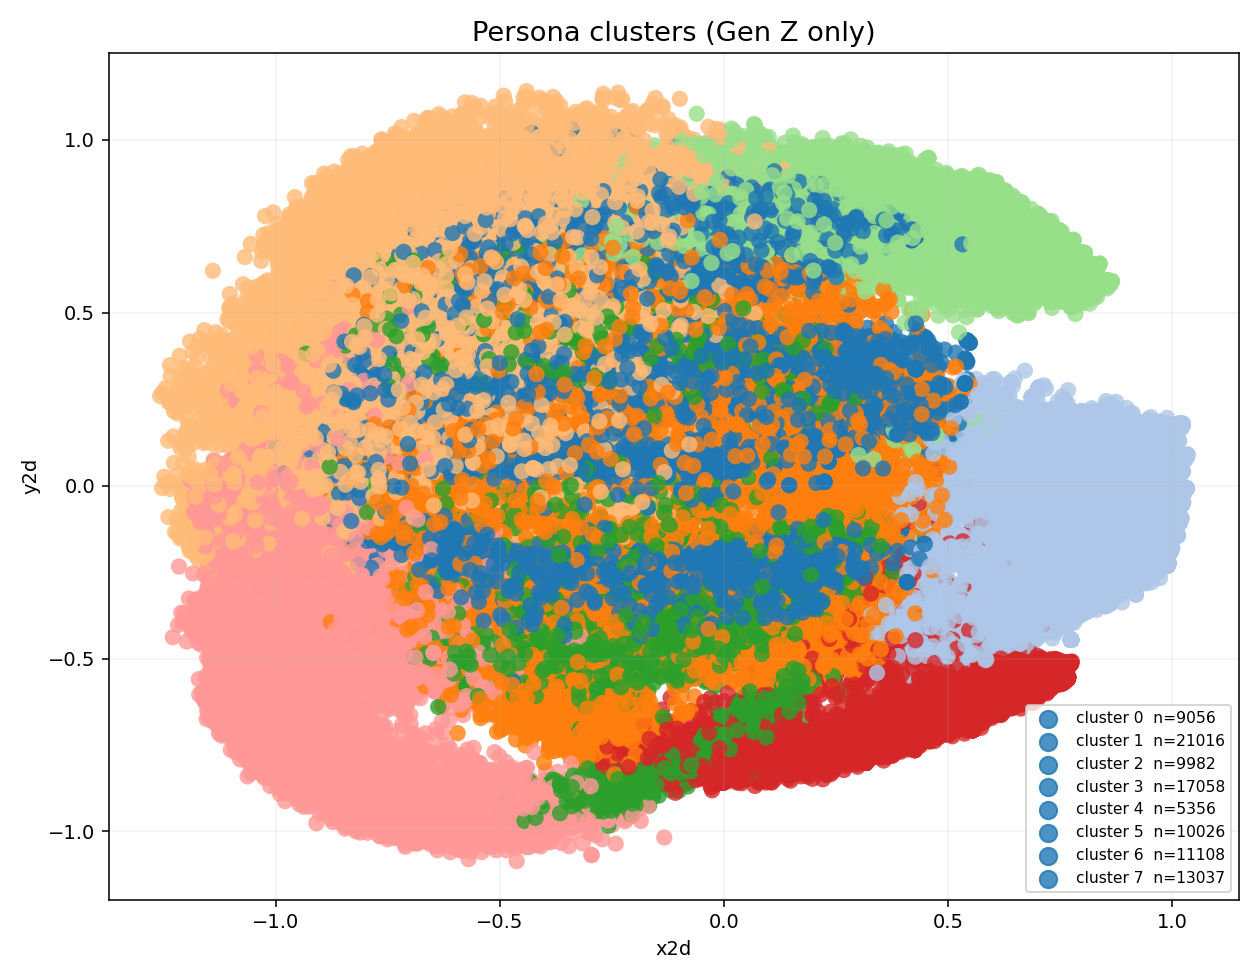 Persona clusters (Gen Z only)
1.0
0.5
0.0
−0.5
−1.0
y2d
−1.0
−0.5
0.0
0.5
1.0
x2d
cluster 0 n=9056
cluster 1 n=21016
cluster 2 n=9982
cluster 3 n=17058
cluster 4 n=5356
cluster 5 n=10026
cluster 6 n=11108
cluster 7 n=13037